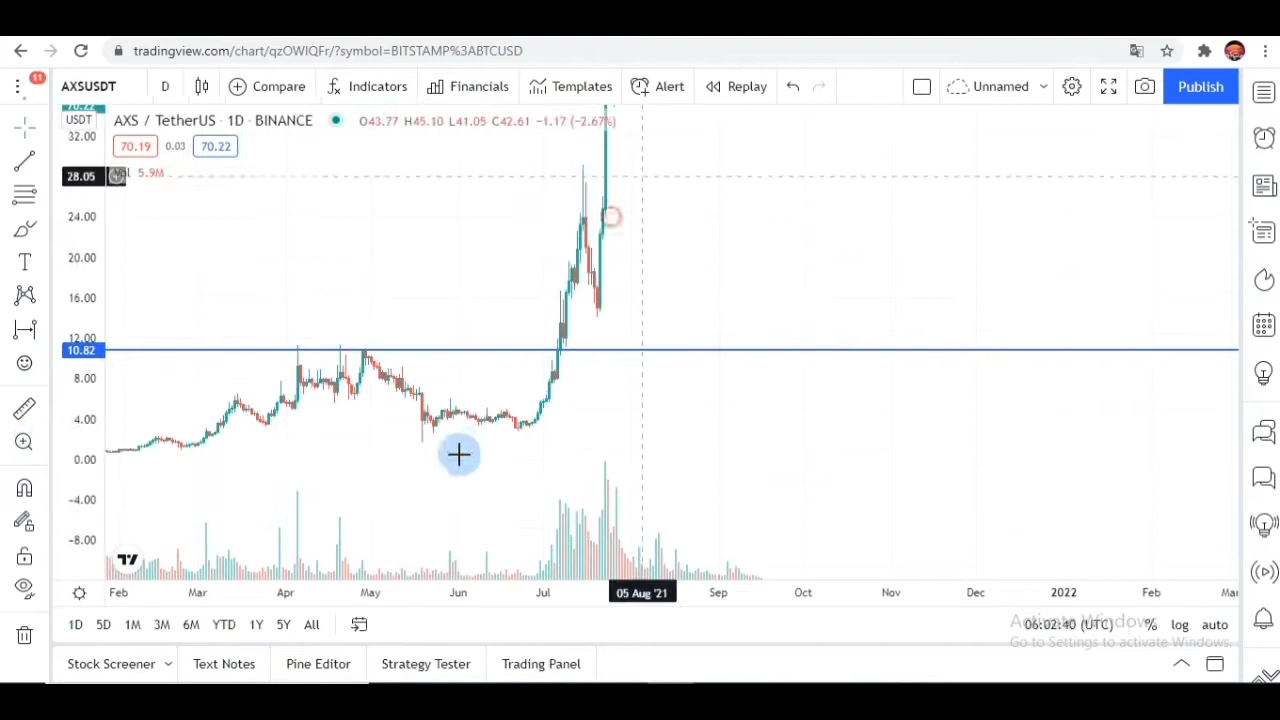 tradingview.com/chart/qzOWIQFr/?symbol=BITSTAMP%3ABTCUSD
11
AXSUSDT D Compare Indicators Financials Templates Alert Replay Unnamed Publish
70.22
USDT AXS / TetherUS · 1D · BINANCE O43.77 H45.10 L41.05 C42.61 −1.17 (−2.67%)
32.00
70.19 0.03 70.22
28.05 5.9M
24.00
20.00
16.00
12.00
10.82
8.00
4.00
0.00
−4.00
−8.00
Feb Mar Apr May Jun Jul 05 Aug '21 Sep Oct Nov Dec 2022 Feb
1D 5D 1M 3M 6M YTD 1Y 5Y All 06:02:40 (UTC) % log auto
Activate Windows
Go to Settings to activate Windows.
Stock Screener Text Notes Pine Editor Strategy Tester Trading Panel